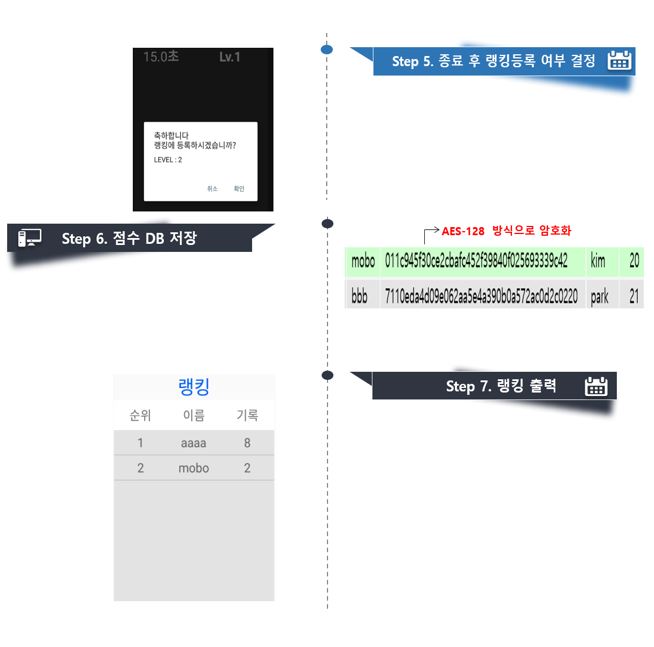 Step 5. 종료 후 랭킹등록 여부 결정
15.0초 Lv.1
축하합니다
랭킹에 등록하시겠습니까?
LEVEL : 2
취소 확인
Step 6. 점수 DB 저장
AES-128 방식으로 암호화
mobo 011c945f30ce2cbafc452f39840f025693339c42 kim 20
bbb 7110eda4d09e062aa5e4a390b0a572ac0d2c0220 park 21
Step 7. 랭킹 출력
랭킹
순위 이름 기록
1 aaaa 8
2 mobo 2